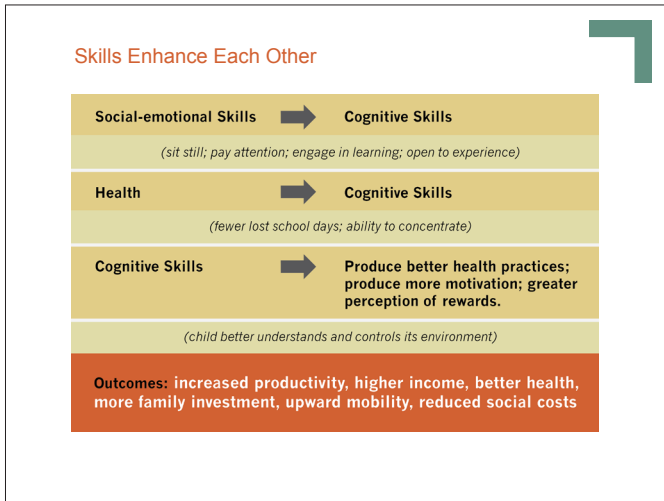 Skills Enhance Each Other
Social-emotional Skills Cognitive Skills
(sit still; pay attention; engage in learning; open to experience)
Health Cognitive Skills
(fewer lost school days; ability to concentrate)
Cognitive Skills Produce better health practices;
produce more motivation; greater
perception of rewards.
(child better understands and controls its environment)
Outcomes: increased productivity, higher income, better health,
more family investment, upward mobility, reduced social costs